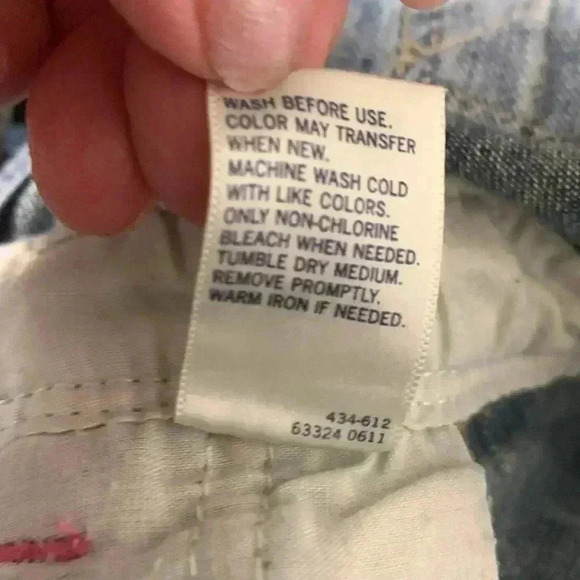 WASH BEFORE USE.
COLOR MAY TRANSFER
WHEN NEW.
MACHINE WASH COLD
WITH LIKE COLORS.
ONLY NON-CHLORINE
BLEACH WHEN NEEDED.
TUMBLE DRY MEDIUM.
REMOVE PROMPTLY.
WARM IRON IF NEEDED.
434-612
63324 0611